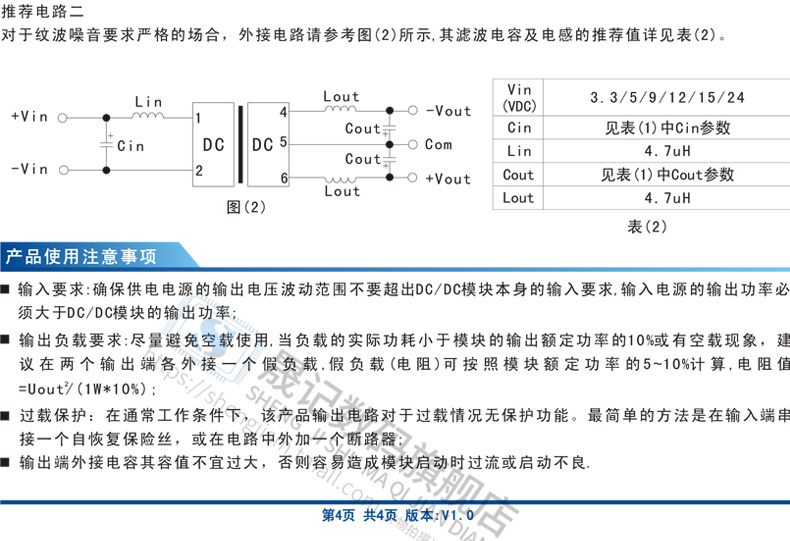 推荐电路二
对于纹波噪音要求严格的场合，外接电路请参考图(2)所示,其滤波电容及电感的推荐值详见表(2)。
+Vin
Lin
Cin
-Vin
1
2
DC
DC
4
5
6
Lout
-Vout
Cout
Com
Cout
+Vout
Lout
图(2)
Vin (VDC) 3.3/5/9/12/15/24
Cin 见表(1)中Cin参数
Lin 4.7uH
Cout 见表(1)中Cout参数
Lout 4.7uH
表(2)
产品使用注意事项
■ 输入要求:确保供电电源的输出电压波动范围不要超出DC/DC模块本身的输入要求,输入电源的输出功率必
须大于DC/DC模块的输出功率;
■ 输出负载要求:尽量避免空载使用,当负载的实际功耗小于模块的输出额定功率的10%或有空载现象，建
议在两个输出端各外接一个假负载,假负载(电阻)可按照模块额定功率的5~10%计算,电阻值
=Uout²/(1W*10%);
■ 过载保护：在通常工作条件下，该产品输出电路对于过载情况无保护功能。最简单的方法是在输入端串
接一个自恢复保险丝，或在电路中外加一个断路器;
■ 输出端外接电容其容值不宜过大，否则容易造成模块启动时过流或启动不良.
晟记数码旗舰店
SHENG JI SHU MA QI JIAN DIAN
第4页 共4页 版本:V1.0